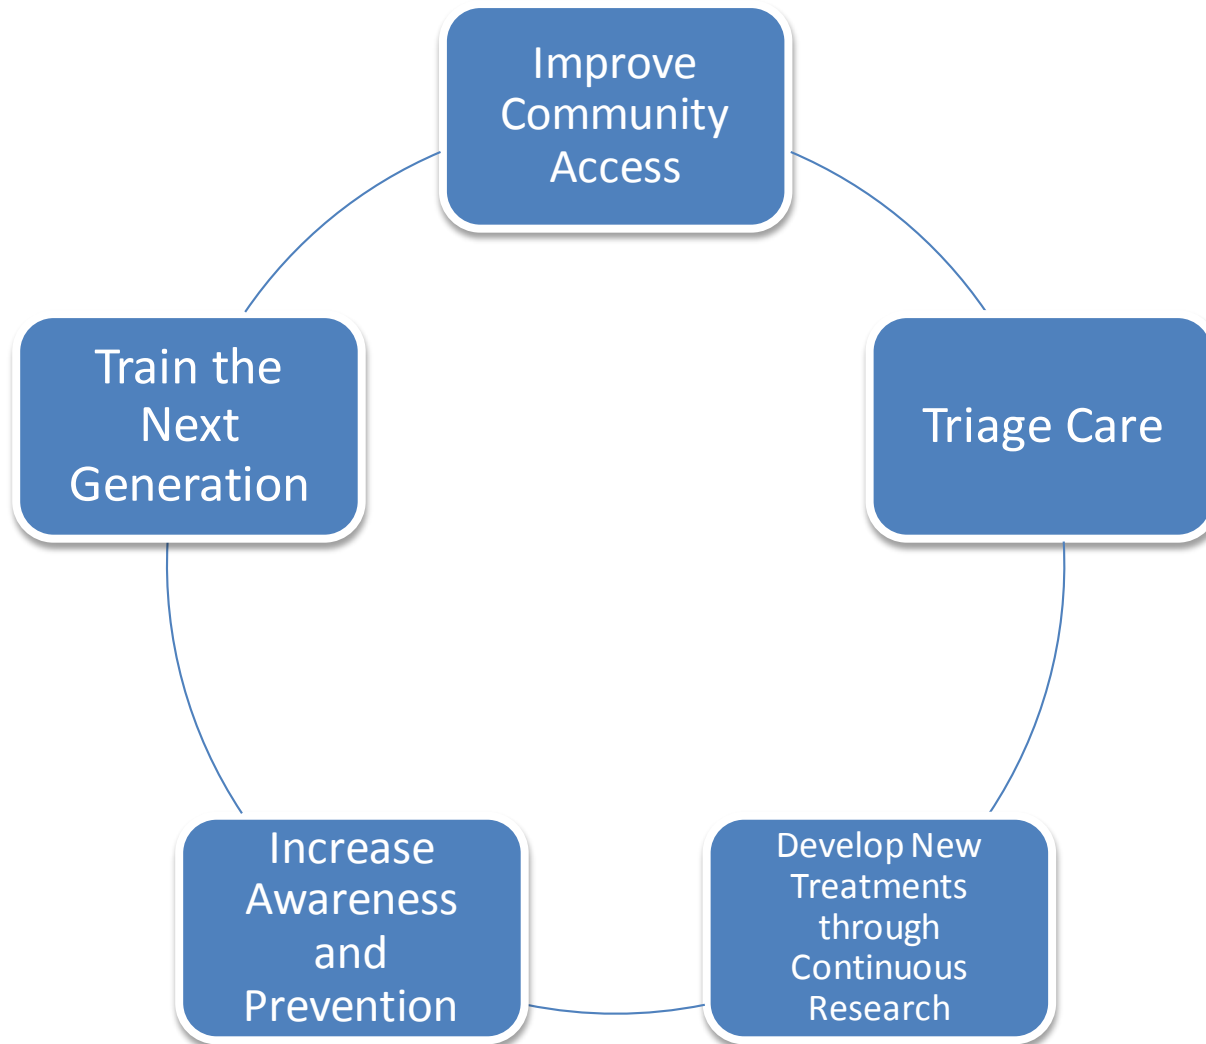 Improve
Community
Access
Train the
Next
Generation
Triage Care
Increase
Awareness
and
Prevention
Develop New
Treatments
through
Continuous
Research